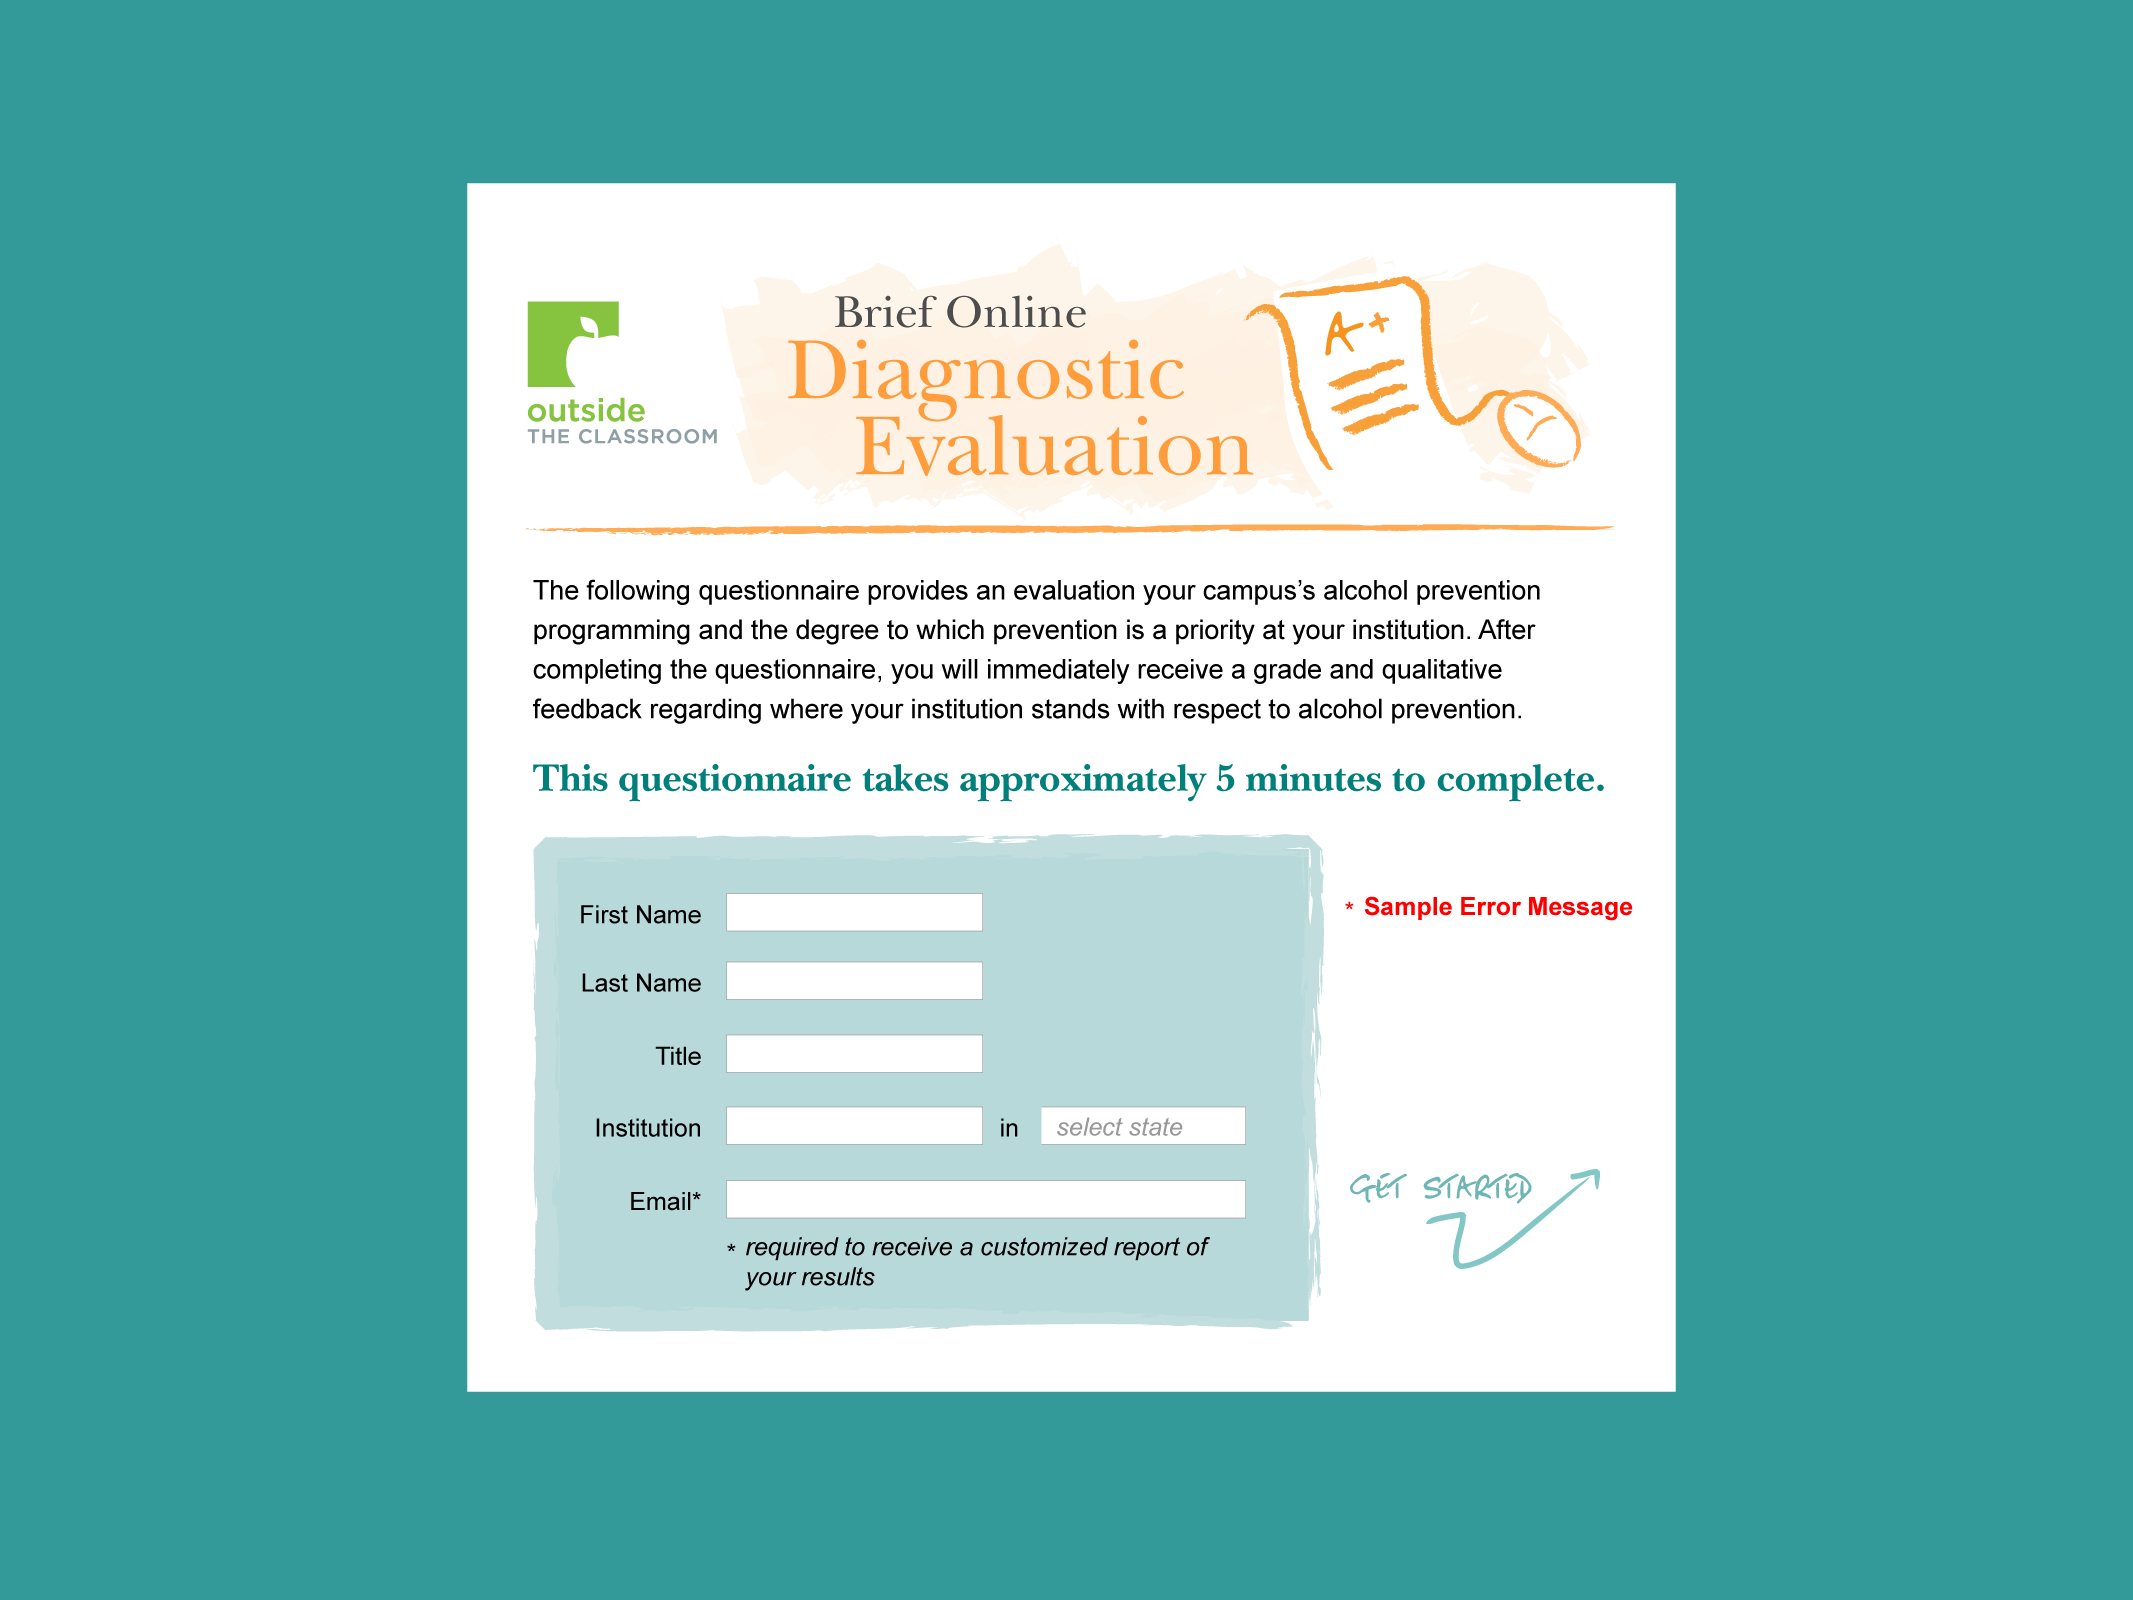 outside
THE CLASSROOM
Brief Online
Diagnostic
Evaluation
A+
The following questionnaire provides an evaluation your campus’s alcohol prevention
programming and the degree to which prevention is a priority at your institution. After
completing the questionnaire, you will immediately receive a grade and qualitative
feedback regarding where your institution stands with respect to alcohol prevention.
This questionnaire takes approximately 5 minutes to complete.
First Name
* Sample Error Message
Last Name
Title
Institution in select state
Email*
* required to receive a customized report of
your results
GET STARTED